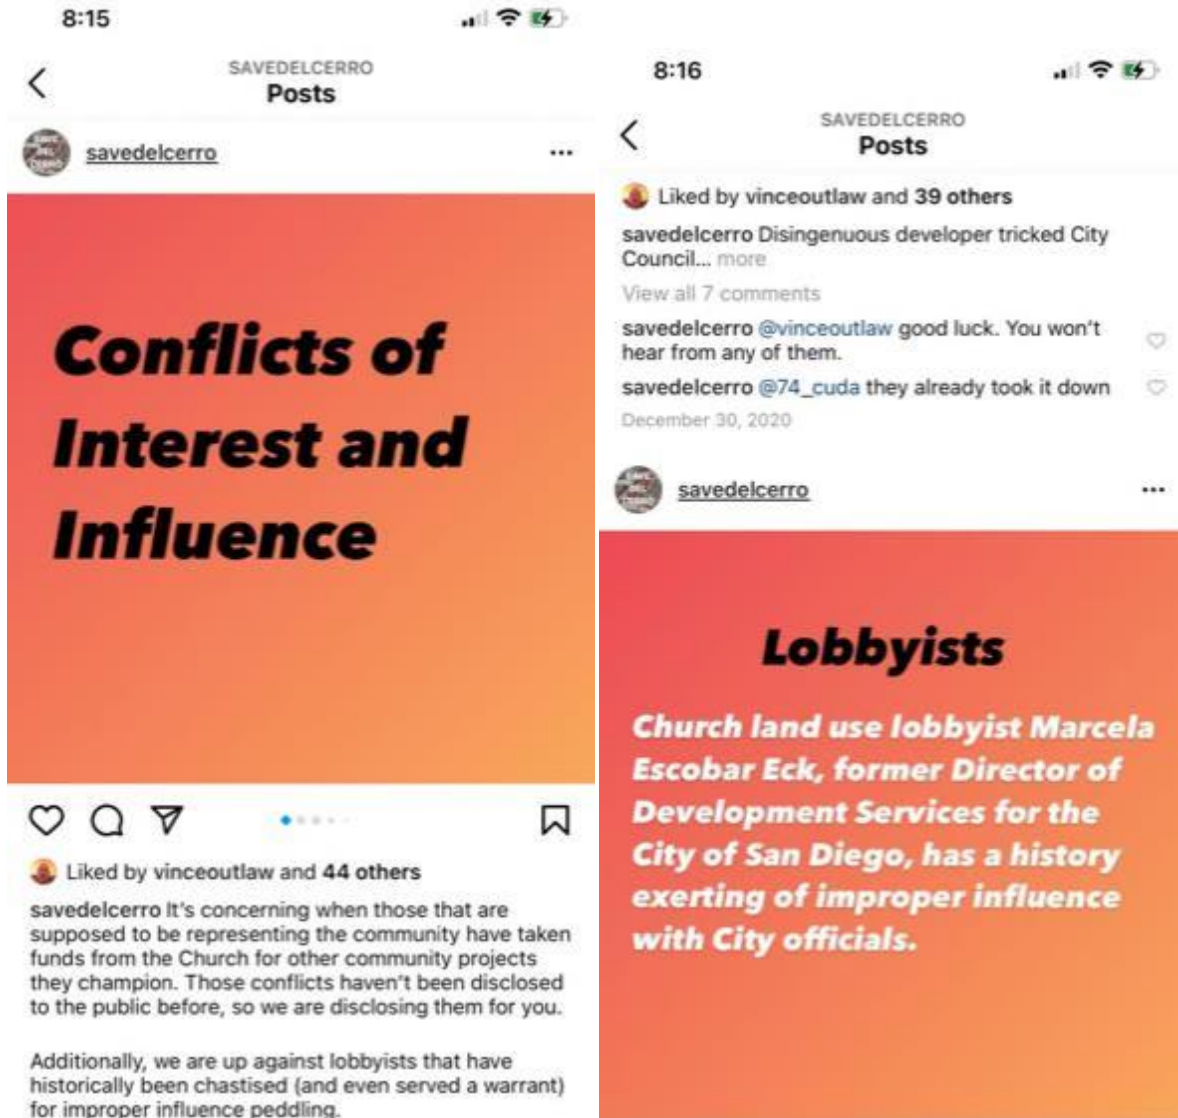 8:15
SAVEDELCERRO
Posts
savedelcerro
Conflicts of
Interest and
Influence
Liked by vinceoutlaw and 44 others
savedelcerro It's concerning when those that are
supposed to be representing the community have taken
funds from the Church for other community projects
they champion. Those conflicts haven't been disclosed
to the public before, so we are disclosing them for you.
Additionally, we are up against lobbyists that have
historically been chastised (and even served a warrant)
for improper influence peddling.
8:16
SAVEDELCERRO
Posts
Liked by vinceoutlaw and 39 others
savedelcerro Disingenuous developer tricked City
Council... more
View all 7 comments
savedelcerro @vinceoutlaw good luck. You won't
hear from any of them.
savedelcerro @74_cuda they already took it down
December 30, 2020
savedelcerro
Lobbyists
Church land use lobbyist Marcela
Escobar Eck, former Director of
Development Services for the
City of San Diego, has a history
exerting of improper influence
with City officials.